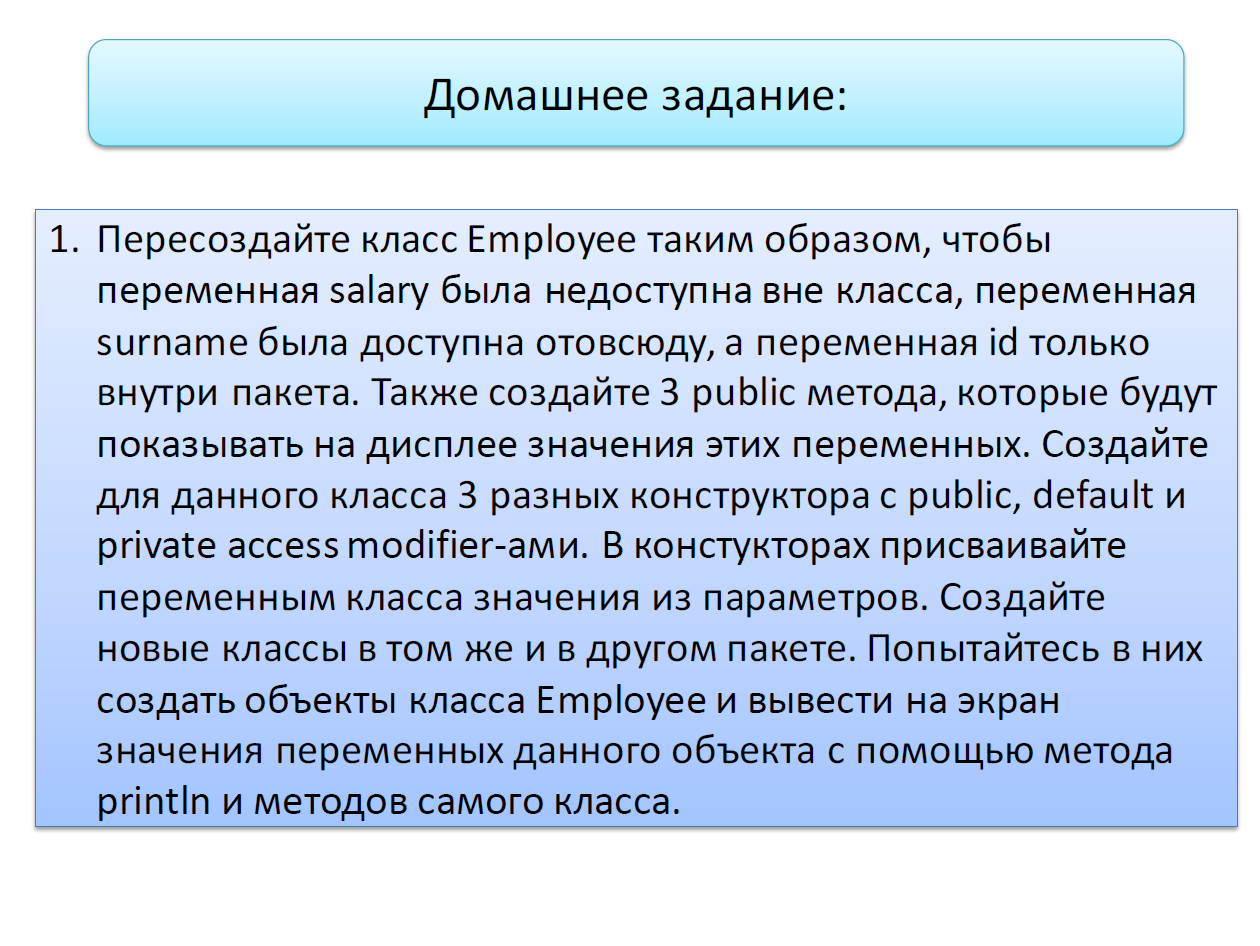 Домашнее задание:
1. Пересоздайте класс Employee таким образом, чтобы
переменная salary была недоступна вне класса, переменная
surname была доступна отовсюду, а переменная id только
внутри пакета. Также создайте 3 public метода, которые будут
показывать на дисплее значения этих переменных. Создайте
для данного класса 3 разных конструктора с public, default и
private access modifier-ами. В констукторах присваивайте
переменным класса значения из параметров. Создайте
новые классы в том же и в другом пакете. Попытайтесь в них
создать объекты класса Employee и вывести на экран
значения переменных данного объекта с помощью метода
println и методов самого класса.